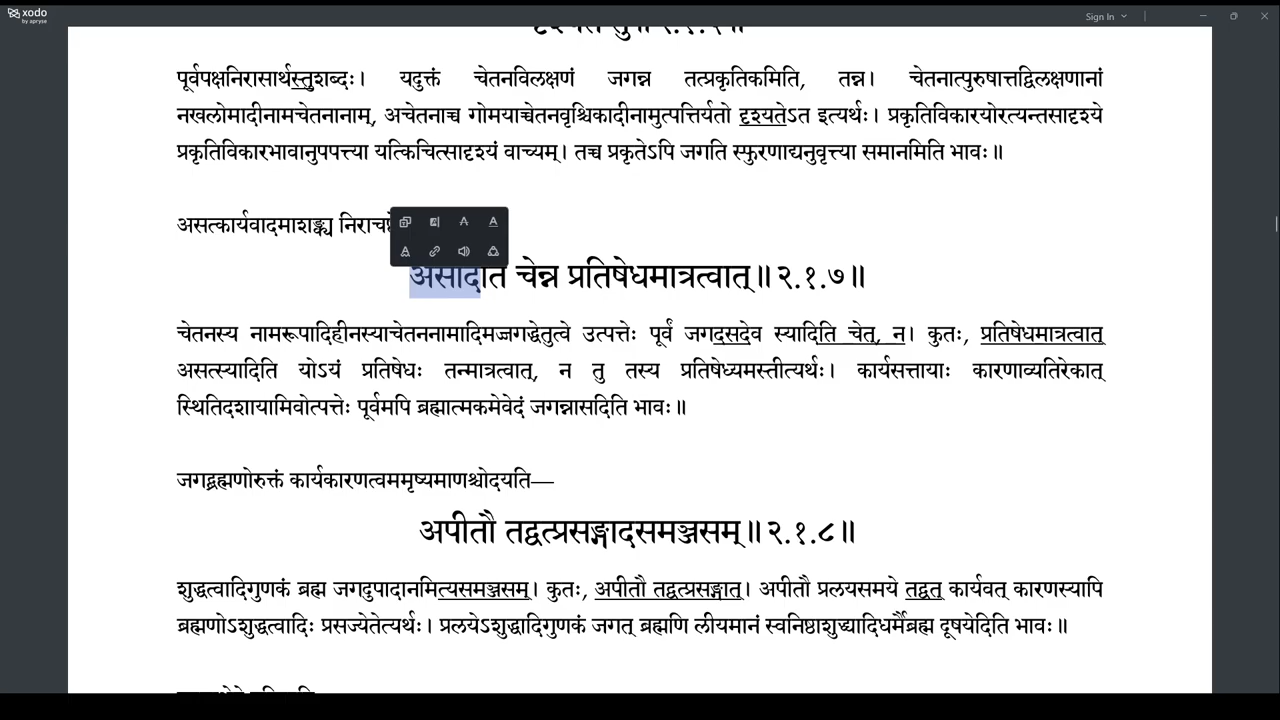 xodo
by apryse
Sign In
पूर्वपक्षनिरासार्थस्तुशब्दः। यदुक्तं चेतनविलक्षणं जगन्न तत्प्रकृतिकमिति, तन्न। चेतनात्पुरुषात्तद्विलक्षणानां
नखलोमादीनामचेतनानाम्, अचेतनाच्च गोमयाच्चेतनवृश्चिकादीनामुत्पत्तिर्यतो दृश्यतेऽत इत्यर्थः। प्रकृतिविकारयोरत्यन्तसादृश्ये
प्रकृतिविकारभावानुपपत्त्या यत्किचित्सादृश्यं वाच्यम्। तच्च प्रकृतेऽपि जगति स्फुरणाद्यनुवृत्त्या समानमिति भावः॥
असत्कार्यवादमाशङ्क्य
चेन्न प्रतिषेधमात्रत्वात्॥२.१.७॥
चेतनस्य नामरूपादिहीनस्याचेतननामादिमज्जगद्धेतुत्वे उत्पत्तेः पूर्वं जगदसदेव स्यादिति चेत्, न। कुतः, प्रतिषेधमात्रत्वात्
असत्स्यादिति योऽयं प्रतिषेधः तन्मात्रत्वात्, न तु तस्य प्रतिषेध्यमस्तीत्यर्थः। कार्यसत्तायाः कारणाव्यतिरेकात्
स्थितिदशायामिवोत्पत्तेः पूर्वमपि ब्रह्मात्मकमेवेदं जगन्नासदिति भावः॥
जगद्ब्रह्मणोरुक्तं कार्यकारणत्वममृष्यमाणश्चोदयति—
अपीतौ तद्वत्प्रसङ्गादसमञ्जसम्॥२.१.८॥
शुद्धत्वादिगुणकं ब्रह्म जगदुपादानमित्यसमञ्जसम्। कुतः, अपीतौ तद्वत्प्रसङ्गात्। अपीतौ प्रलयसमये तद्वत् कार्यवत् कारणस्यापि
ब्रह्मणोऽशुद्धत्वादिः प्रसज्येतेत्यर्थः। प्रलयेऽशुद्धादिगुणकं जगत् ब्रह्मणि लीयमानं स्वनिष्ठाशुद्ध्यादिधर्मैर्ब्रह्म दूषयेदिति भावः॥